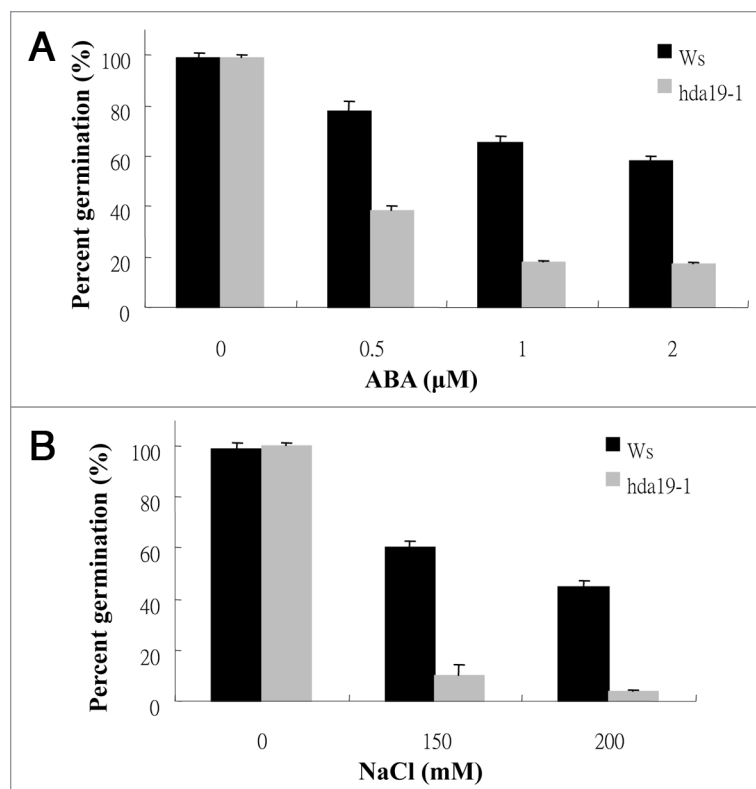 A
Percent germination (%)
100
80
60
40
20
0
Ws
hda19-1
0 0.5 1 2
ABA (μM)
B
Percent germination (%)
100
80
60
40
20
0
Ws
hda19-1
0 150 200
NaCl (mM)